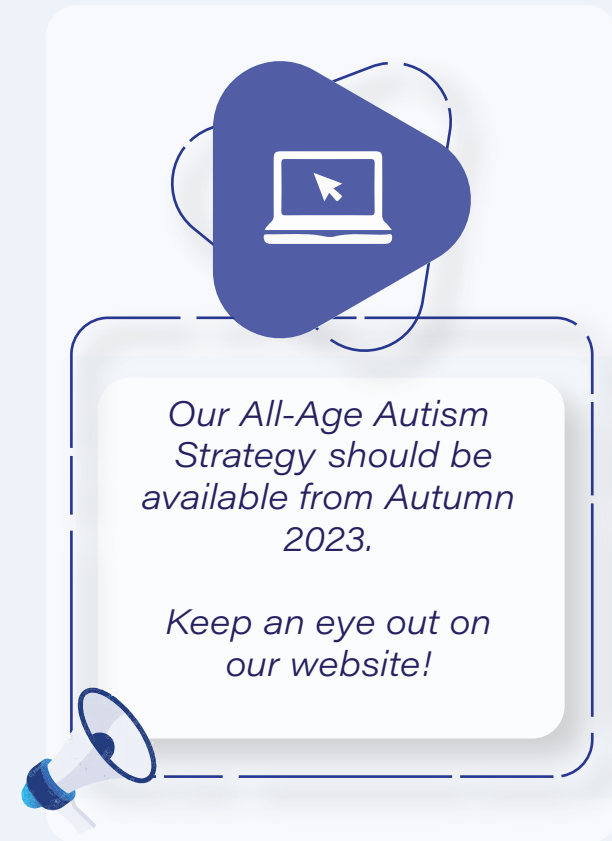 Our All-Age Autism
Strategy should be
available from Autumn
2023.
Keep an eye out on
our website!